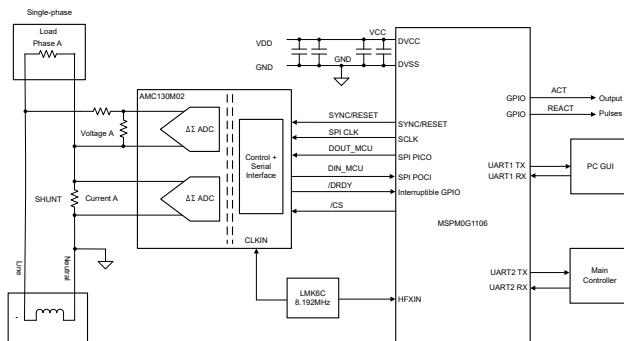 Single-phase
Load
Phase A
AMC130M02
Voltage A
ΔΣ ADC
SHUNT
Current A
ΔΣ ADC
Control +
Serial
Interface
CLKIN
Line
Neutral
-
VDD
GND
GND
VCC
DVCC
DVSS
SYNC/RESET
SPI CLK
DOUT_MCU
DIN_MCU
/DRDY
/CS
SYNC/RESET
SCLK
SPI PICO
SPI POCI
Interruptible GPIO
MSPM0G1106
HFXIN
LMK6C
8.192MHz
GPIO
GPIO
ACT
REACT
Output
Pulses
UART1 TX
UART1 RX
PC GUI
UART2 TX
UART2 RX
Main
Controller